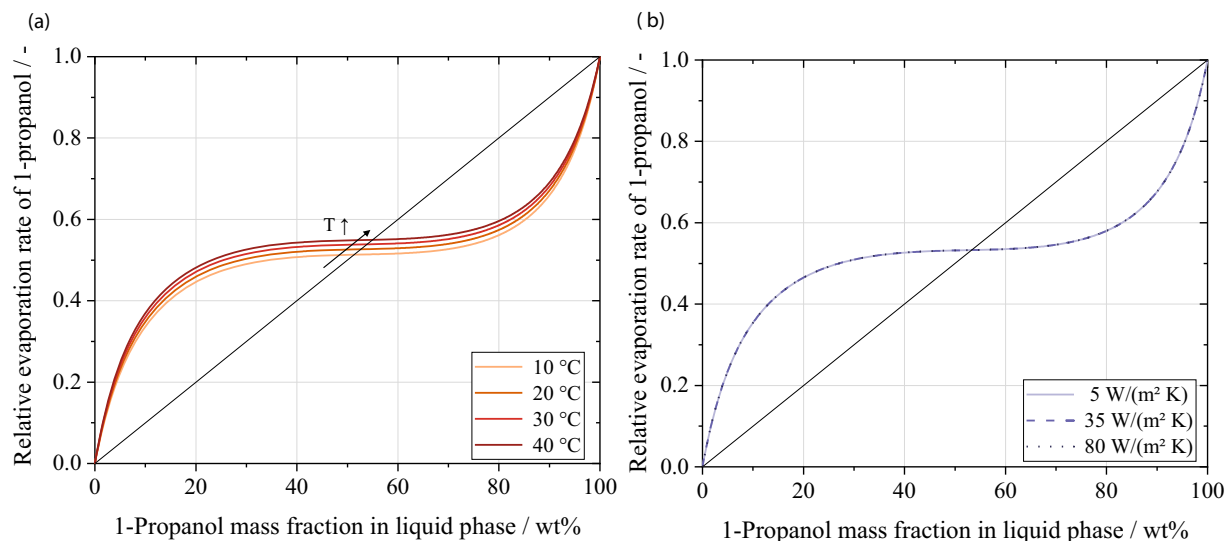 (a)
Relative evaporation rate of 1-propanol / -
1.0
0.8
0.6
0.4
0.2
0.0
T ↑
10 °C
20 °C
30 °C
40 °C
0
20
40
60
80
100
1-Propanol mass fraction in liquid phase / wt%
( b)
Relative evaporation rate of 1-propanol / -
1.0
0.8
0.6
0.4
0.2
0.0
5 W/(m² K)
35 W/(m² K)
80 W/(m² K)
0
20
40
60
80
100
1-Propanol mass fraction in liquid phase / wt%